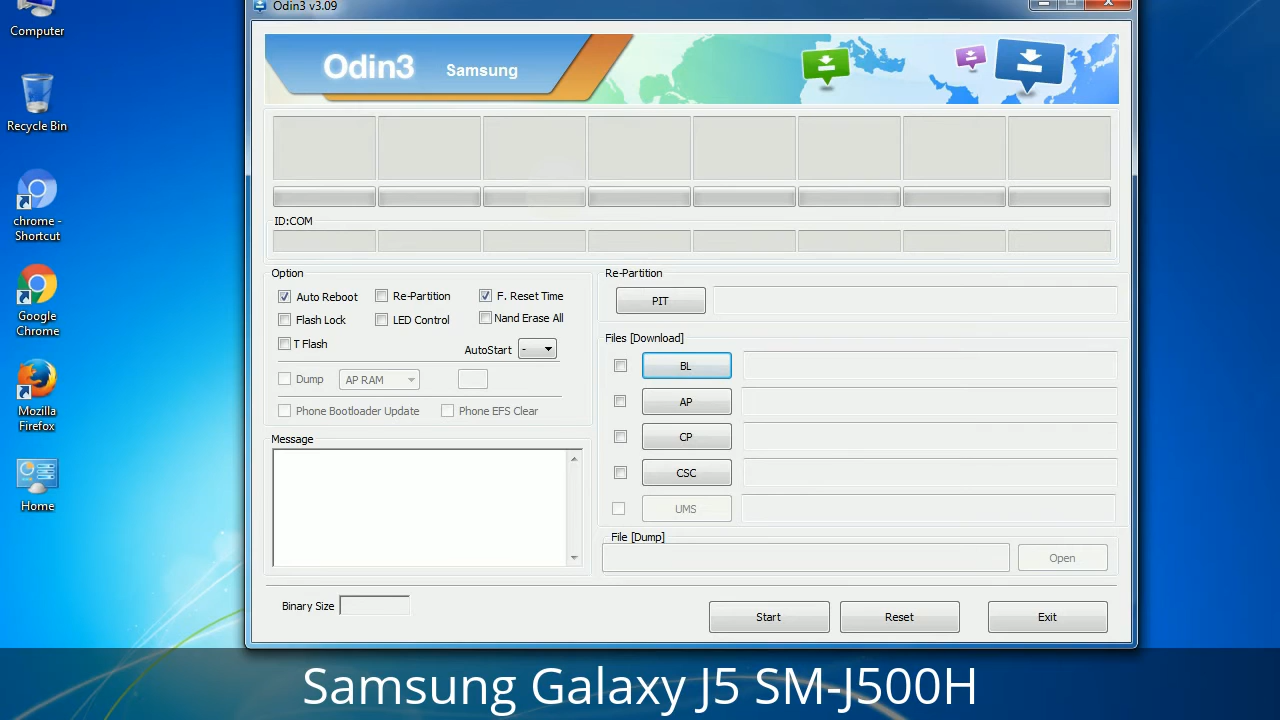 Odin3 v3.09
Computer
Recycle Bin
chrome -
Shortcut
Google
Chrome
Mozilla
Firefox
Home
Odin3 Samsung
ID:COM
Option
Auto Reboot Re-Partition F. Reset Time
Flash Lock LED Control Nand Erase All
T Flash AutoStart -
Dump AP RAM
Phone Bootloader Update Phone EFS Clear
Message
Re-Partition
PIT
Files [Download]
BL
AP
CP
CSC
UMS
File [Dump]
Open
Binary Size
Start Reset Exit
Samsung Galaxy J5 SM-J500H